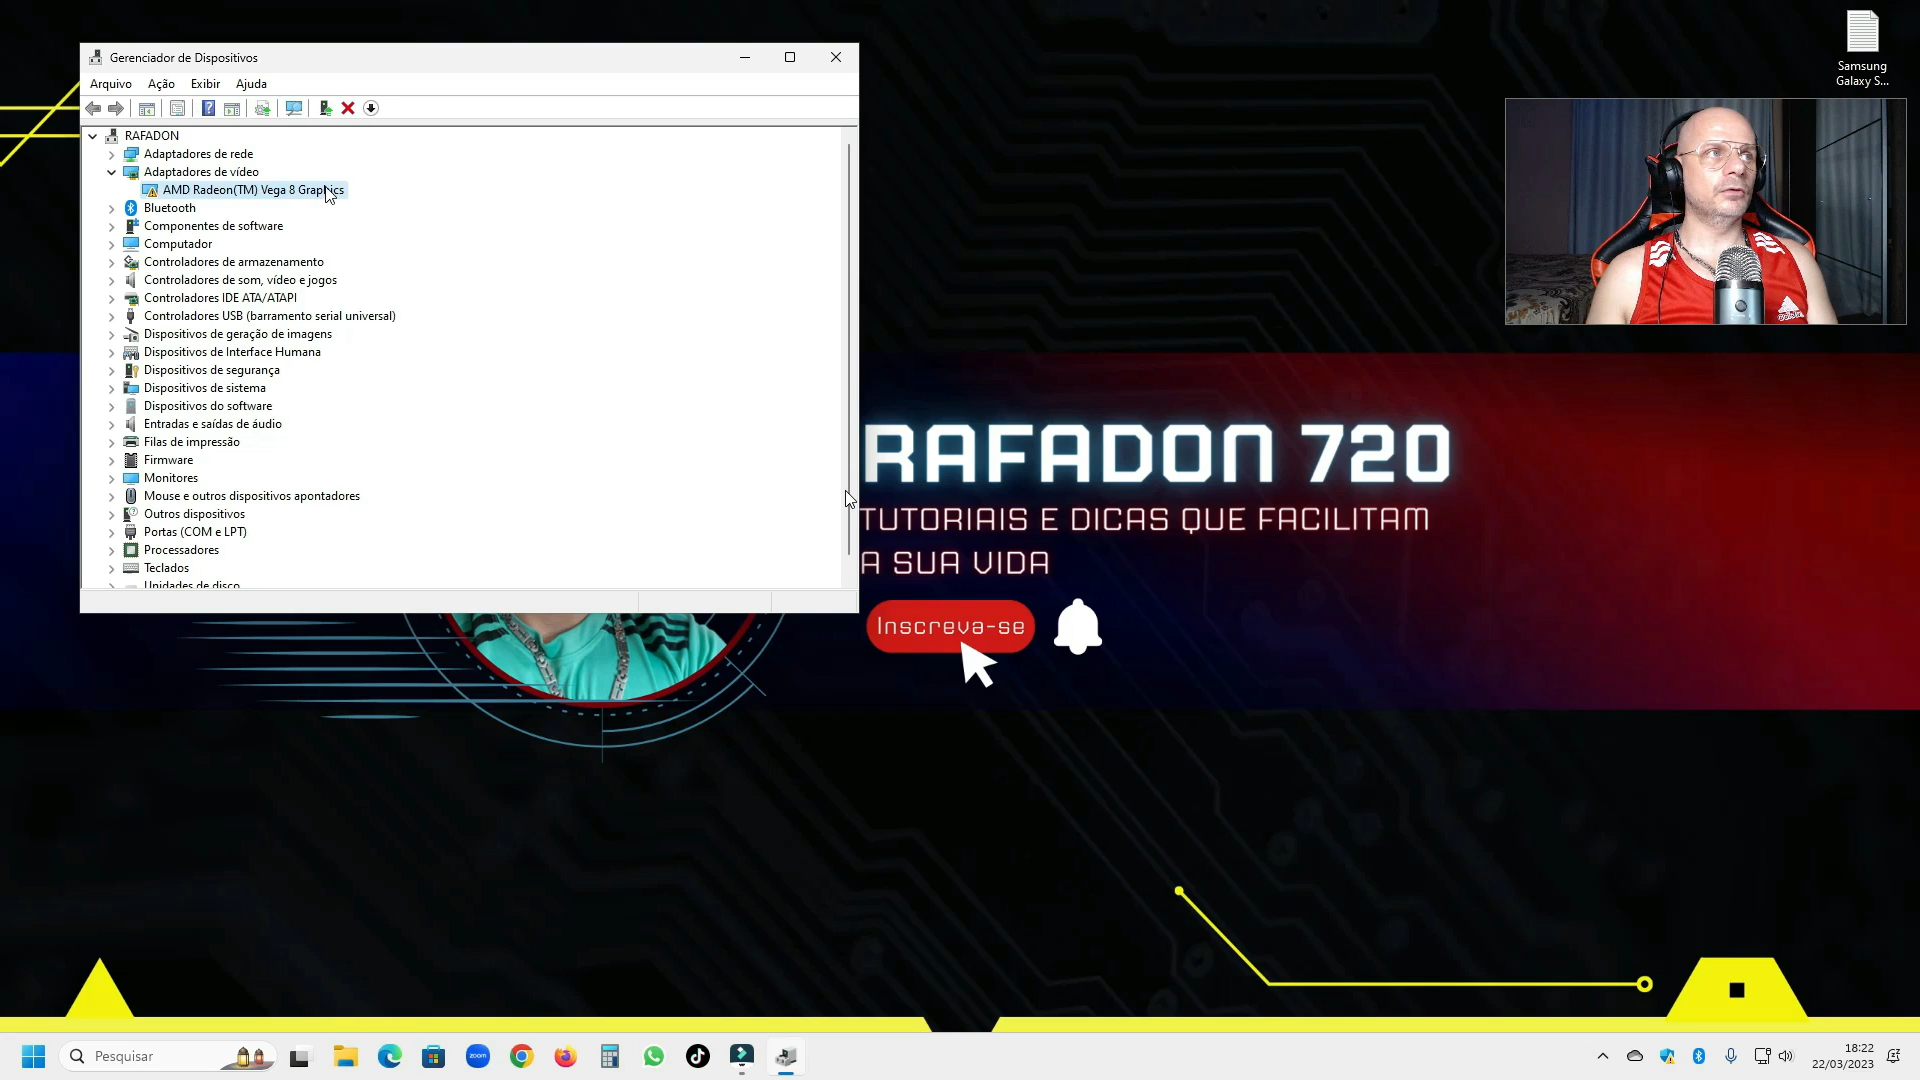 Gerenciador de Dispositivos
Arquivo Ação Exibir Ajuda
RAFADON
Adaptadores de rede
Adaptadores de vídeo
AMD Radeon(TM) Vega 8 Graphics
Bluetooth
Componentes de software
Computador
Controladores de armazenamento
Controladores de som, vídeo e jogos
Controladores IDE ATA/ATAPI
Controladores USB (barramento serial universal)
Dispositivos de geração de imagens
Dispositivos de Interface Humana
Dispositivos de segurança
Dispositivos de sistema
Dispositivos do software
Entradas e saídas de áudio
Filas de impressão
Firmware
Monitores
Mouse e outros dispositivos apontadores
Outros dispositivos
Portas (COM e LPT)
Processadores
Teclados
Unidades de disco
Samsung
Galaxy S...
adidas
RAFADON 720
TUTORIAIS E DICAS QUE FACILITAM
A SUA VIDA
Inscreva-se
Pesquisar
zoom
18:22
22/03/2023